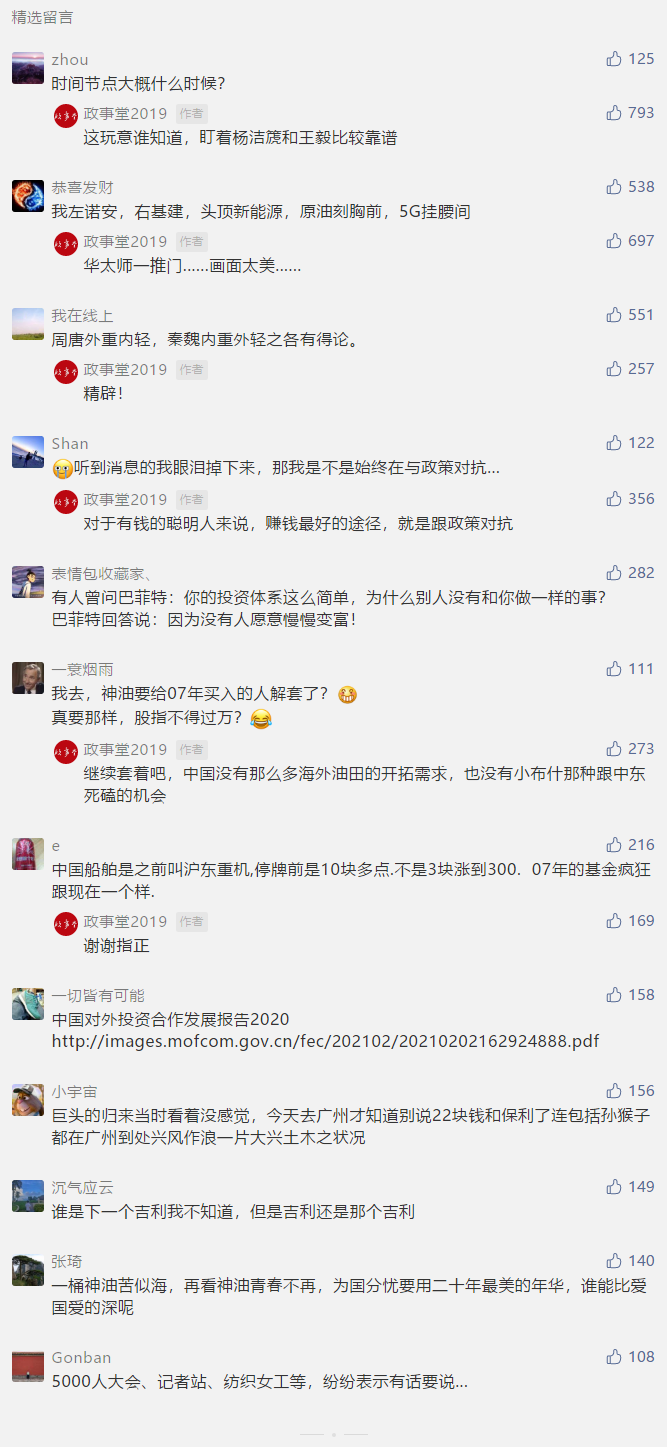 精选留言
zhou 125
时间节点大概什么时候？
政事堂2019 作者 793
这玩意谁知道，盯着杨洁篪和王毅比较靠谱
恭喜发财 538
我左诺安，右基建，头顶新能源，原油刻胸前，5G挂腰间
政事堂2019 作者 697
华太师一推门......画面太美......
我在线上 551
周唐外重内轻，秦魏内重外轻之各有得论。
政事堂2019 作者 257
精辟！
Shan 122
听到消息的我眼泪掉下来，那我是不是始终在与政策对抗...
政事堂2019 作者 356
对于有钱的聪明人来说，赚钱最好的途径，就是跟政策对抗
表情包收藏家、 282
有人曾问巴菲特：你的投资体系这么简单，为什么别人没有和你做一样的事？
巴菲特回答说：因为没有人愿意慢慢变富！
一蓑烟雨 111
我去，神油要给07年买入的人解套了？
真要那样，股指不得过万？
政事堂2019 作者 273
继续套着吧，中国没有那么多海外油田的开拓需求，也没有小布什那种跟中东
死磕的机会
e 216
中国船舶是之前叫沪东重机,停牌前是10块多点.不是3块涨到300．07年的基金疯狂
跟现在一个样.
政事堂2019 作者 169
谢谢指正
一切皆有可能 158
中国对外投资合作发展报告2020
http://images.mofcom.gov.cn/fec/202102/20210202162924888.pdf
小宇宙 156
巨头的归来当时看着没感觉，今天去广州才知道别说22块钱和保利了连包括孙猴子
都在广州到处兴风作浪一片大兴土木之状况
沉气应云 149
谁是下一个吉利我不知道，但是吉利还是那个吉利
张琦 140
一桶神油苦似海，再看神油青春不再，为国分忧要用二十年最美的年华，谁能比爱
国爱的深呢
Gonban 108
5000人大会、记者站、纺织女工等，纷纷表示有话要说...